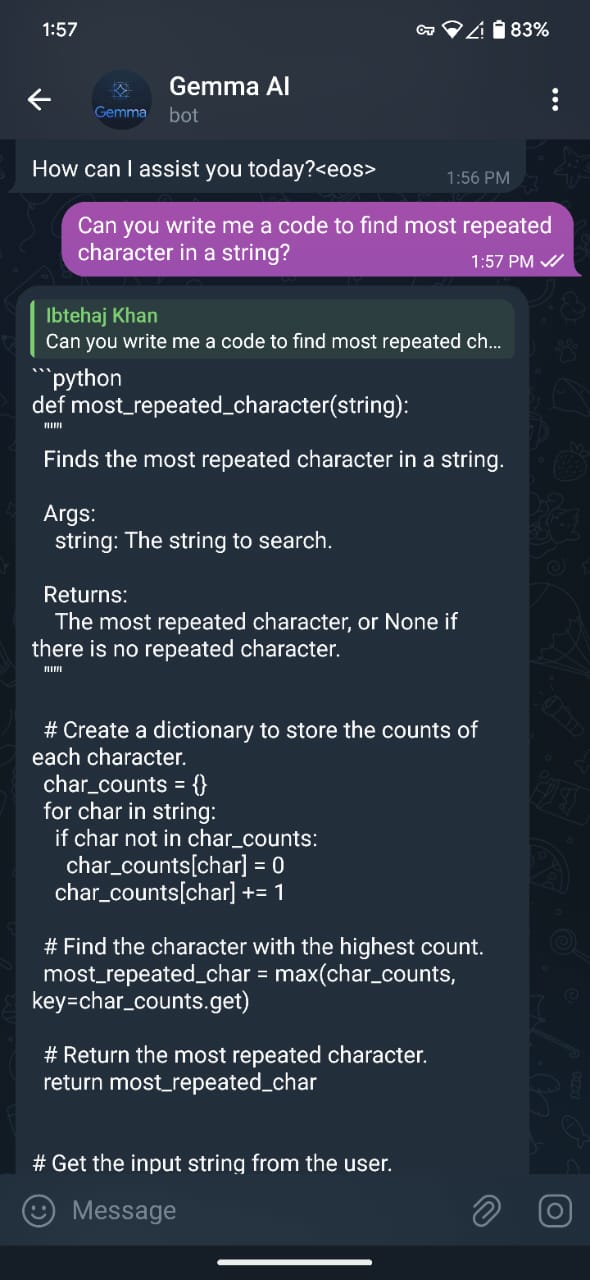 1:57
83%
Gemma AI
Gemma
bot
How can I assist you today?<eos>
1:56 PM
Can you write me a code to find most repeated
character in a string?
1:57 PM
Ibtehaj Khan
Can you write me a code to find most repeated ch...
```python
def most_repeated_character(string):
"""
Finds the most repeated character in a string.
Args:
string: The string to search.
Returns:
The most repeated character, or None if
there is no repeated character.
"""
# Create a dictionary to store the counts of
each character.
char_counts = {}
for char in string:
if char not in char_counts:
char_counts[char] = 0
char_counts[char] += 1
# Find the character with the highest count.
most_repeated_char = max(char_counts,
key=char_counts.get)
# Return the most repeated character.
return most_repeated_char
# Get the input string from the user.
Message